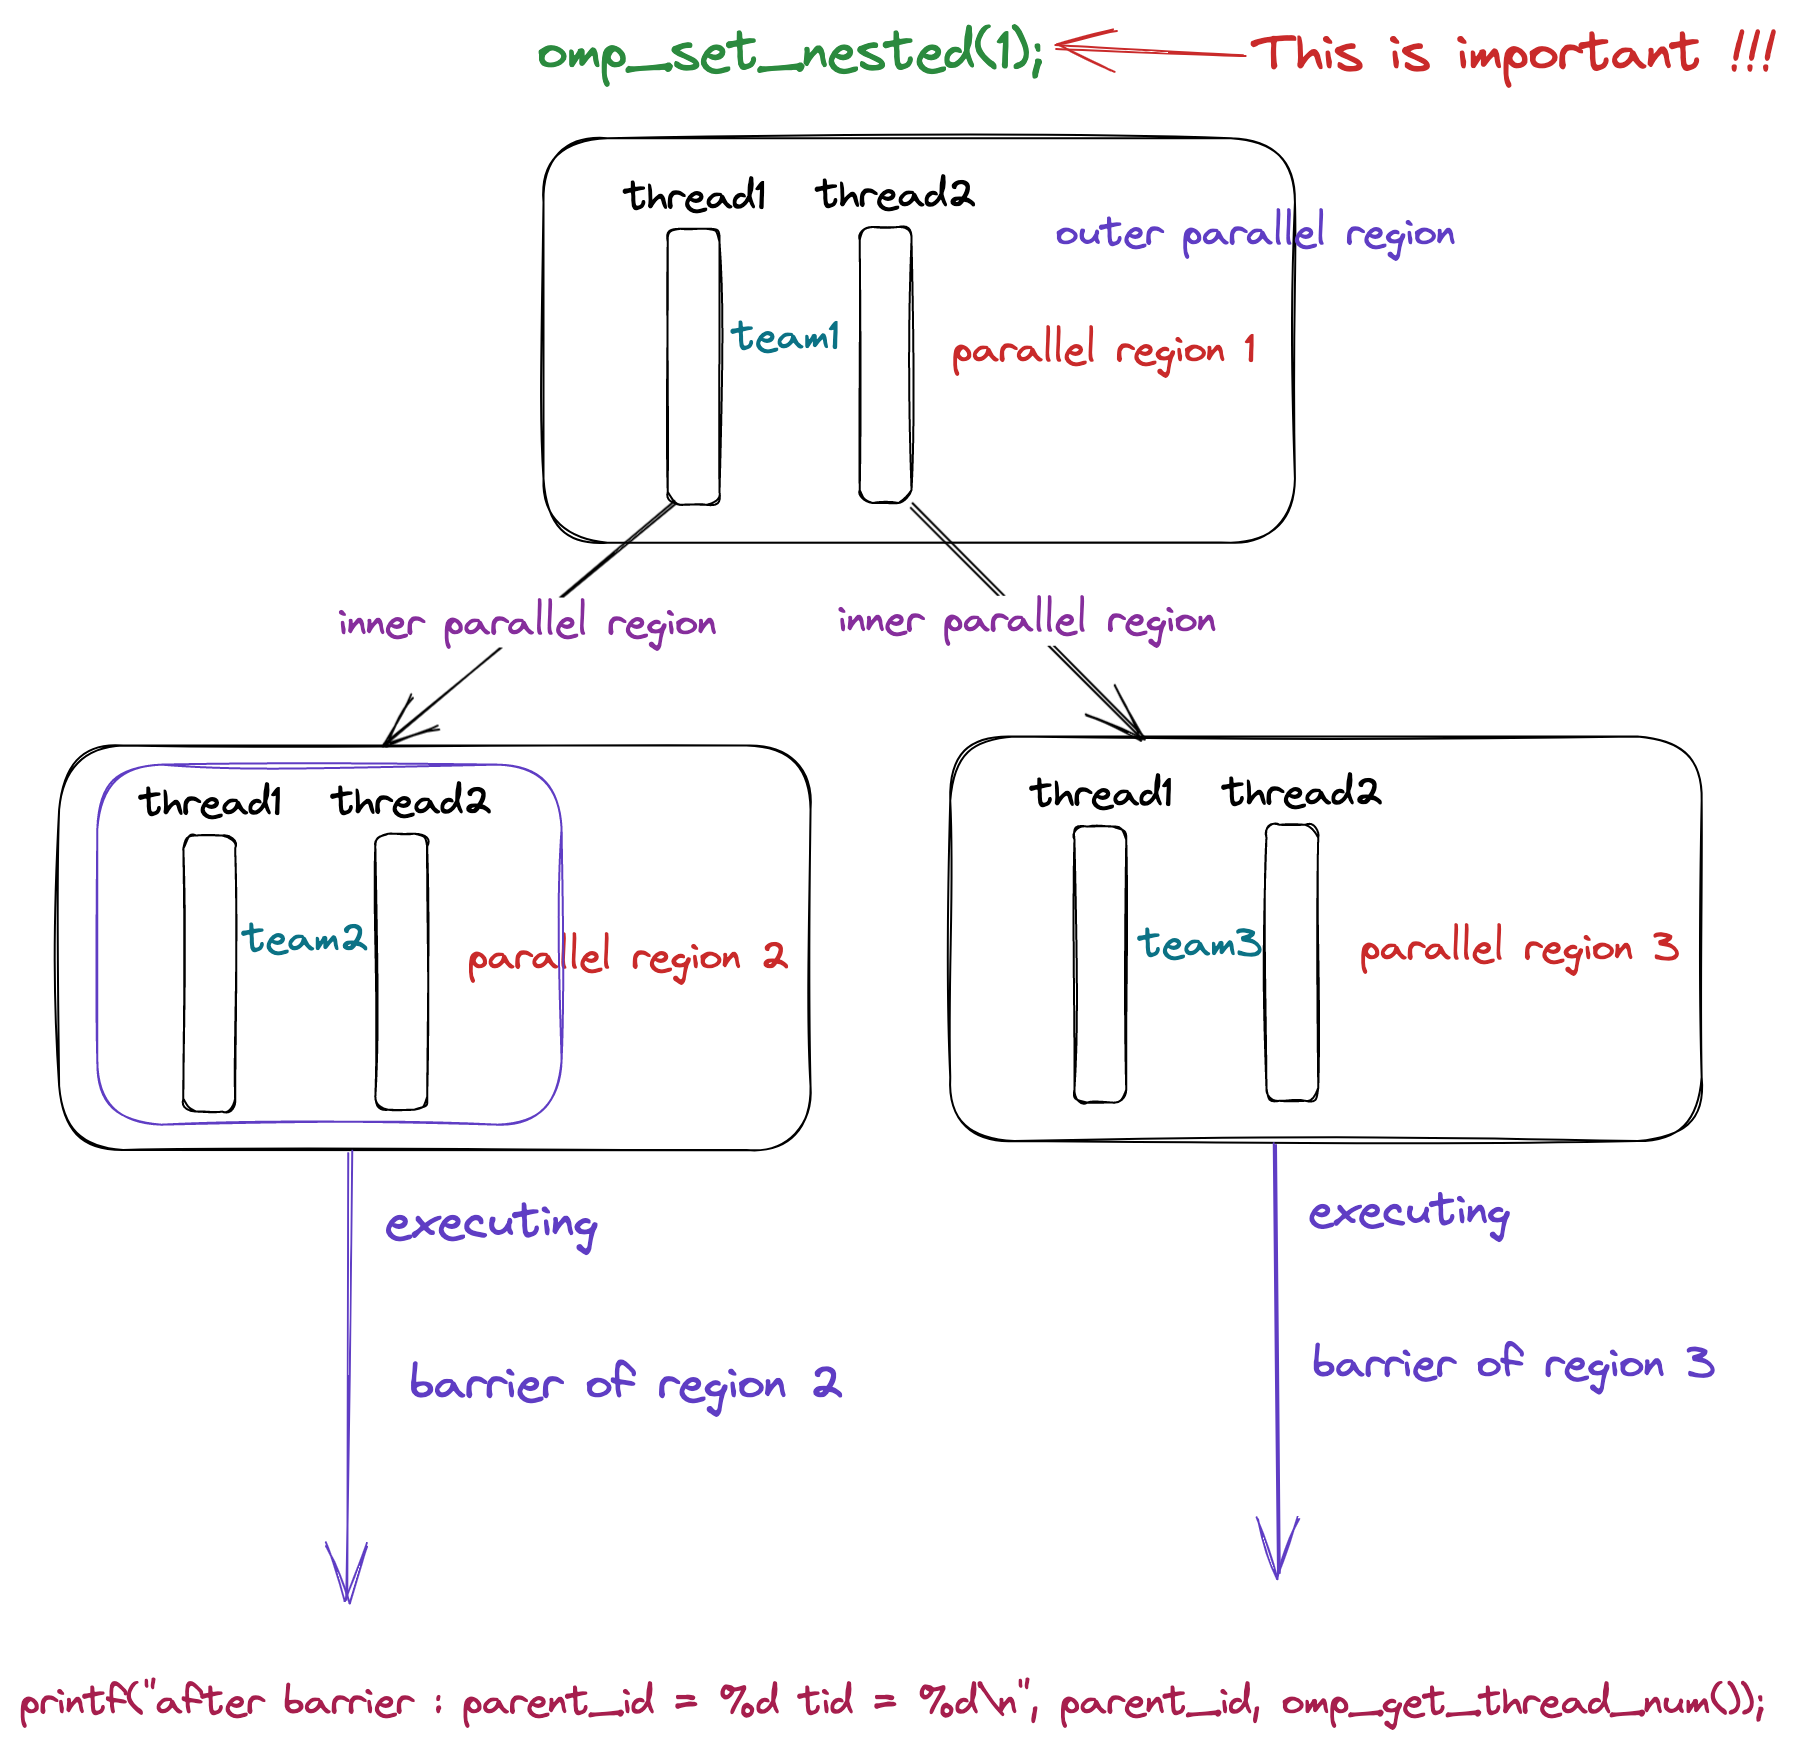 omp_set_nested(1);
This is important !!!
thread1
thread2
outer parallel region
team1
parallel region 1
inner parallel region
inner parallel region
thread1
thread2
team2
parallel region 2
thread1
thread2
team3
parallel region 3
executing
barrier of region 2
executing
barrier of region 3
printf("after barrier : parent_id = %d tid = %d\n", parent_id, omp_get_thread_num());